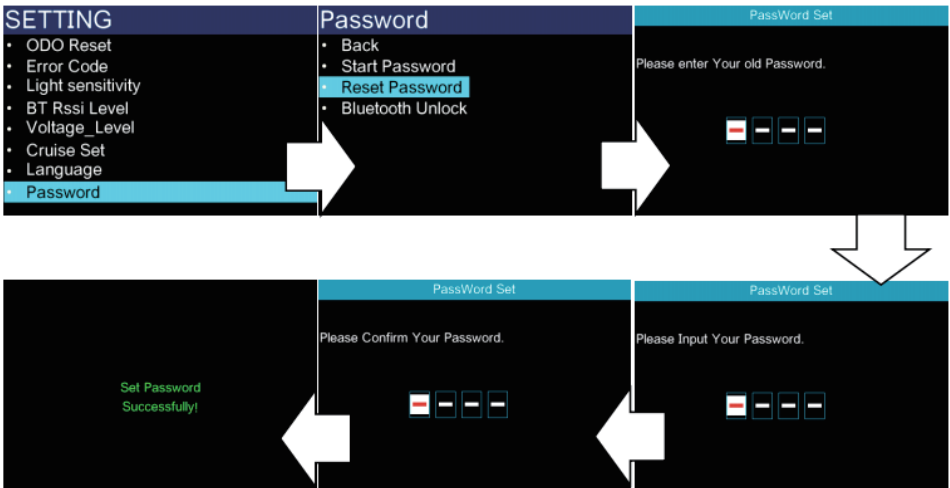 SETTING
• ODO Reset
• Error Code
• Light sensitivity
• BT Rssi Level
• Voltage_Level
• Cruise Set
• Language
• Password
Password
• Back
• Start Password
• Reset Password
• Bluetooth Unlock
PassWord Set
Please enter Your old Password.
PassWord Set
Please Input Your Password.
PassWord Set
Please Confirm Your Password.
Set Password
Successfully!